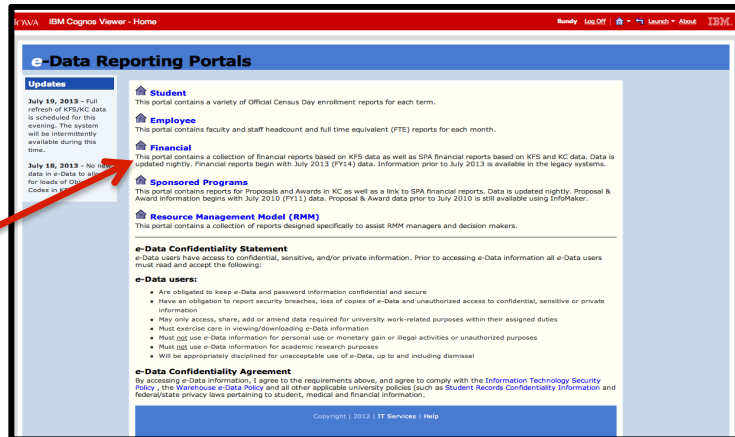 IBM Cognos Viewer - Home
Bundy Log Off Launch About IBM.
e-Data Reporting Portals
Updates
July 19, 2013 - Full
refresh of KFS/KC data
is scheduled for this
evening. The system
will be intermittently
available during this
time.
July 18, 2013 - No new
data in e-Data to
for loads of
Codes in
Student
This portal contains a variety of Official Census Day enrollment reports for each term.
Employee
This portal contains faculty and staff headcount and full time equivalent (FTE) reports for each month.
Financial
This portal contains a collection of financial reports based on KFS data as well as SPA financial reports based on KFS and KC data. Data is
updated nightly. Financial reports begin with July 2013 (FY14) data. Information prior to July 2013 is available in the legacy systems.
Sponsored Programs
This portal contains reports for Proposals and Awards in KC as well as a link to SPA financial reports. Data is updated nightly. Proposal &
Award information begins with July 2010 (FY11) data. Proposal & Award data prior to July 2010 is still available using InfoMaker.
Resource Management Model (RMM)
This portal contains a collection of reports designed specifically to assist RMM managers and decision makers.
e-Data Confidentiality Statement
e-Data users have access to confidential, sensitive, and/or private information. Prior to accessing e-Data information all e-Data users
must read and accept the following:
e-Data users:
• Are obligated to keep e-Data and password information confidential and secure
• Have an obligation to report security breaches, loss of copies of e-Data and unauthorized access to confidential, sensitive or private
information
• May only access, share, add or amend data required for university work-related purposes within their assigned duties
• Must exercise care in viewing/downloading e-Data information
• Must not use e-Data information for personal use or monetary gain or illegal activities or unauthorized purposes
• Must not use e-Data information for academic research purposes
• Will be appropriately disciplined for unacceptable use of e-Data, up to and including dismissal
e-Data Confidentiality Agreement
By accessing e-Data information, I agree to the requirements above, and agree to comply with the Information Technology Security
Policy , the Warehouse e-Data Policy and all other applicable university policies (such as Student Records Confidentiality Information and
federal/state privacy laws pertaining to student, medical and financial information.
Copyright | 2012 | IT Services | Help